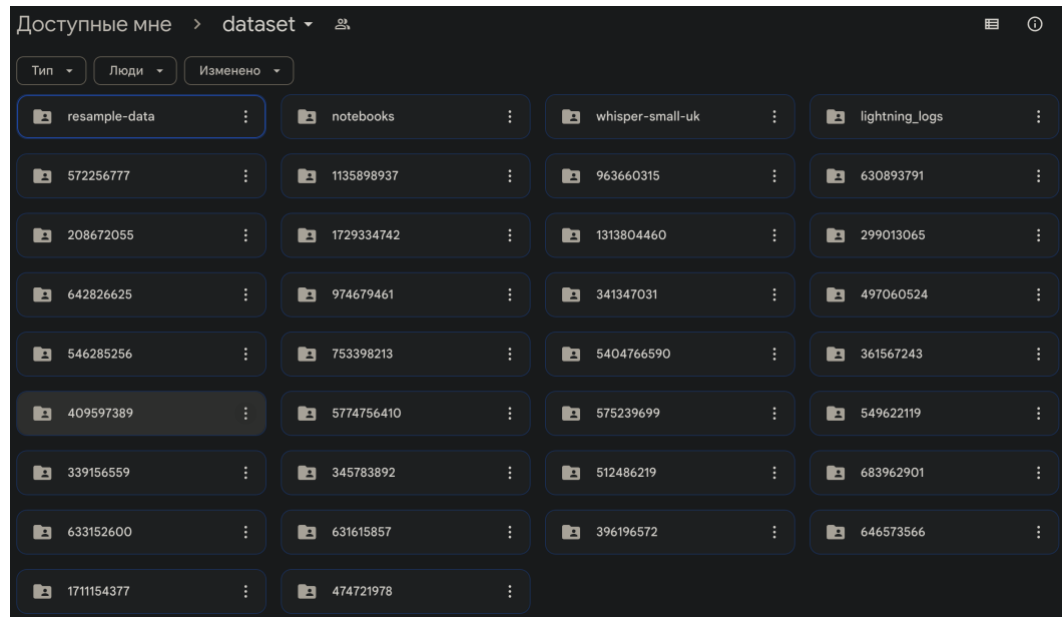 Доступные мне > dataset
Тип Люди Изменено
resample-data notebooks whisper-small-uk lightning_logs
572256777 1135898937 963660315 630893791
208672055 1729334742 1313804460 299013065
642826625 974679461 341347031 497060524
546285256 753398213 5404766590 361567243
409597389 5774756410 575239699 549622119
339156559 345783892 512486219 683962901
633152600 631615857 396196572 646573566
1711154377 474721978